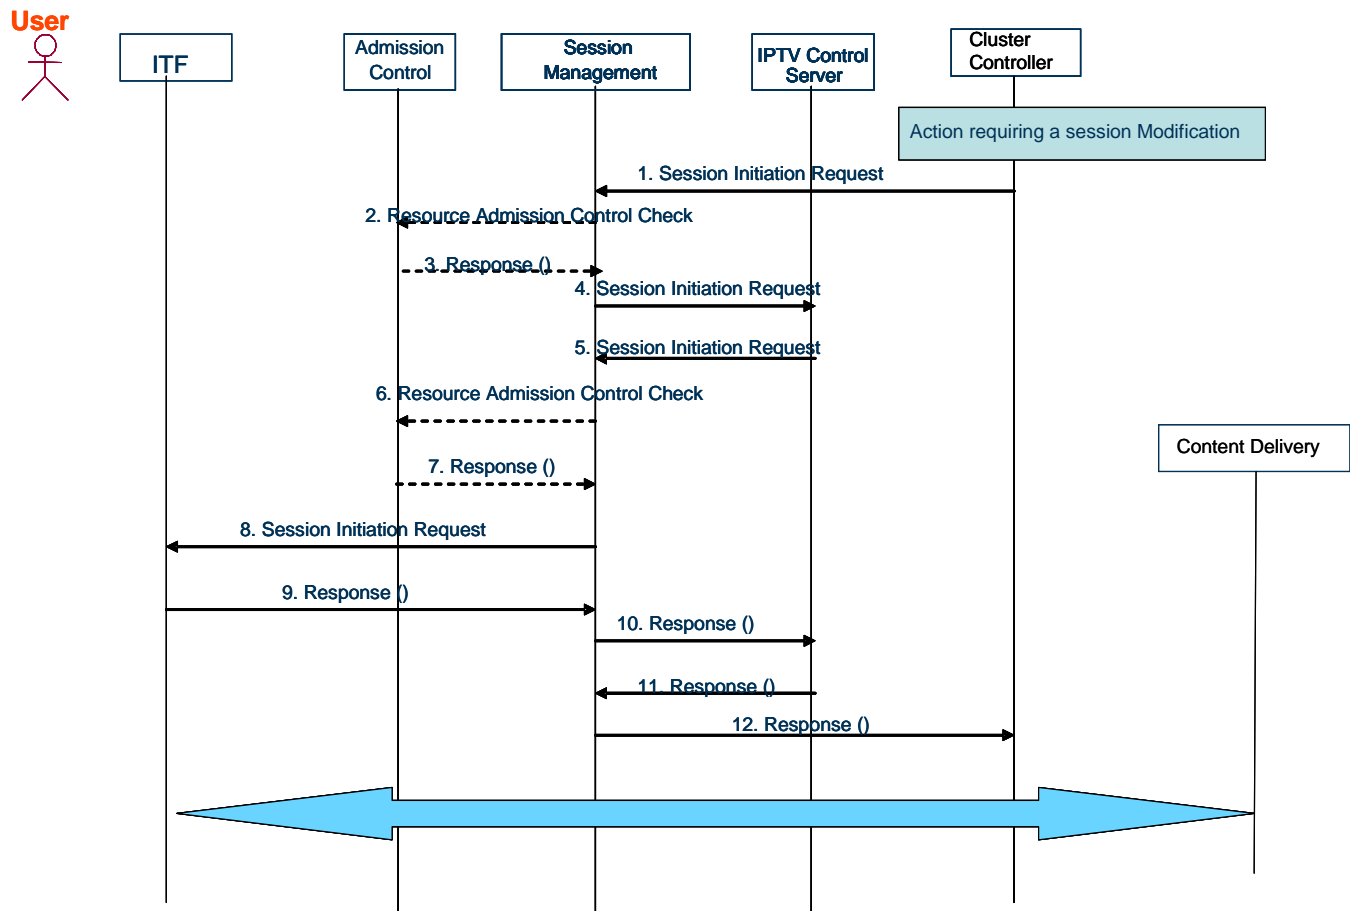 User
ITF
Admission
Control
Session
Management
IPTV Control
Server
Cluster
Controller
Action requiring a session Modification
1. Session Initiation Request
2. Resource Admission Control Check
3. Response ()
4. Session Initiation Request
5. Session Initiation Request
6. Resource Admission Control Check
Content Delivery
7. Response ()
8. Session Initiation Request
9. Response ()
10. Response ()
11. Response ()
12. Response ()